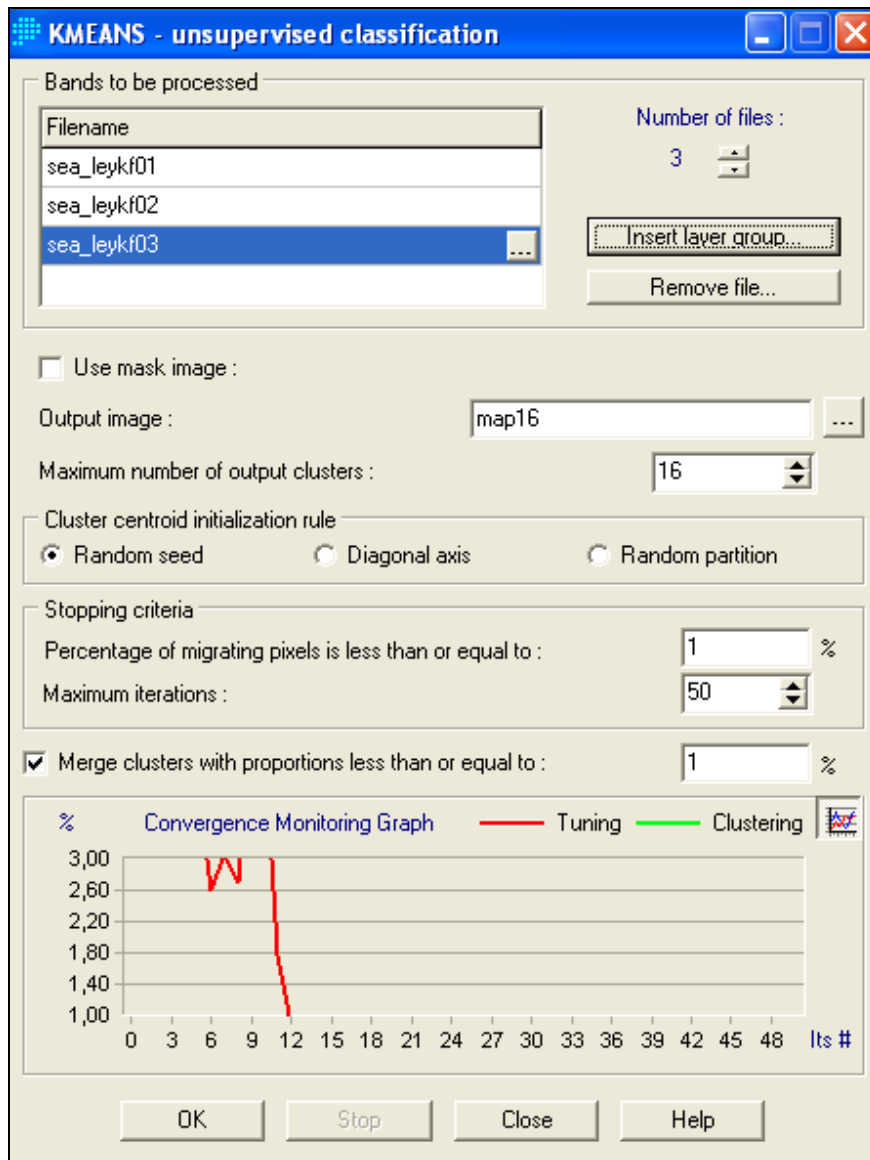 KMEANS - unsupervised classification
Bands to be processed
Filename
sea_leykf01
sea_leykf02
sea_leykf03 ...
Number of files :
3
Insert layer group...
Remove file...
Use mask image :
Output image : map16 ...
Maximum number of output clusters : 16
Cluster centroid initialization rule
Random seed Diagonal axis Random partition
Stopping criteria
Percentage of migrating pixels is less than or equal to : 1 %
Maximum iterations : 50
Merge clusters with proportions less than or equal to : 1 %
% Convergence Monitoring Graph Tuning Clustering
3,00
2,60
2,20
1,80
1,40
1,00
0 3 6 9 12 15 18 21 24 27 30 33 36 39 42 45 48 Its #
OK Stop Close Help